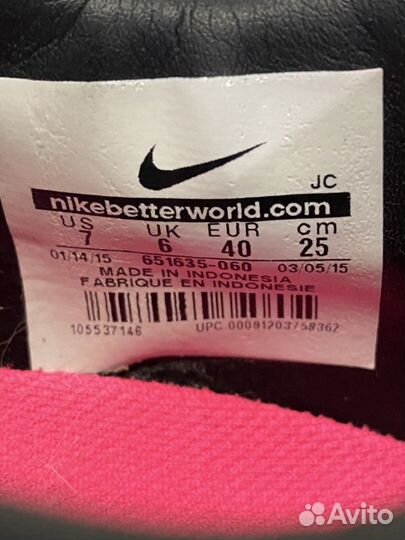 JC
nikebetterworld.com
US UK EUR cm
7 6 40 25
01/14/15 651635-060 03/05/15
MADE IN INDONESIA
FABRIQUE EN INDONESIE
105537146 UPC 00091203758362
Avito